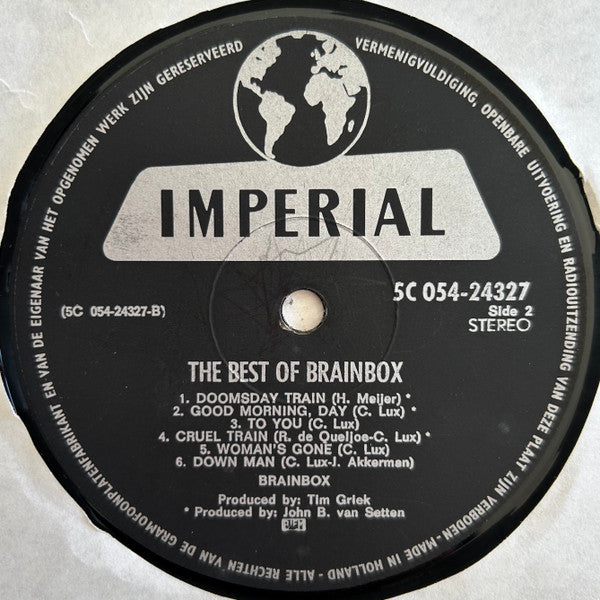 MADE IN HOLLAND - ALLE RECHTEN VAN DE GRAMOFOONPLATENFABRIKANT EN VAN DE EIGENAAR VAN HET OPGENOMEN WERK ZIJN GERESERVEERD
VERMENIGVULDIGING, OPENBARE UITVOERING EN RADIOUITZENDING VAN DEZE PLAAT ZIJN VERBODEN -
IMPERIAL
5C 054-24327
(5C 054-24327-B)
Side 2
STEREO
THE BEST OF BRAINBOX
1. DOOMSDAY TRAIN (H. Meijer) *
2. GOOD MORNING, DAY (C. Lux) *
3. TO YOU (C. Lux)
4. CRUEL TRAIN (R. de Queljoe-C. Lux) *
5. WOMAN'S GONE (C. Lux)
6. DOWN MAN (C. Lux-J. Akkerman)
BRAINBOX
Produced by: Tim Griek
* Produced by: John B. van Setten